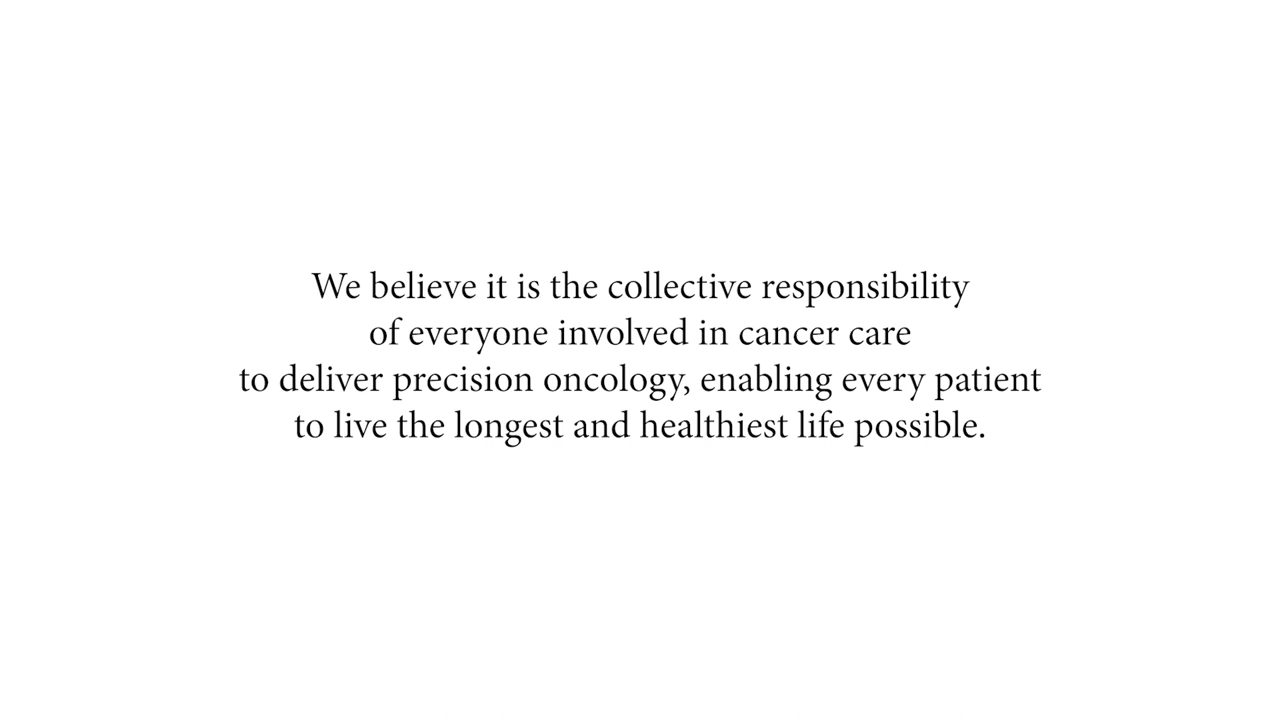 We believe it is the collective responsibility
of everyone involved in cancer care
to deliver precision oncology, enabling every patient
to live the longest and healthiest life possible.